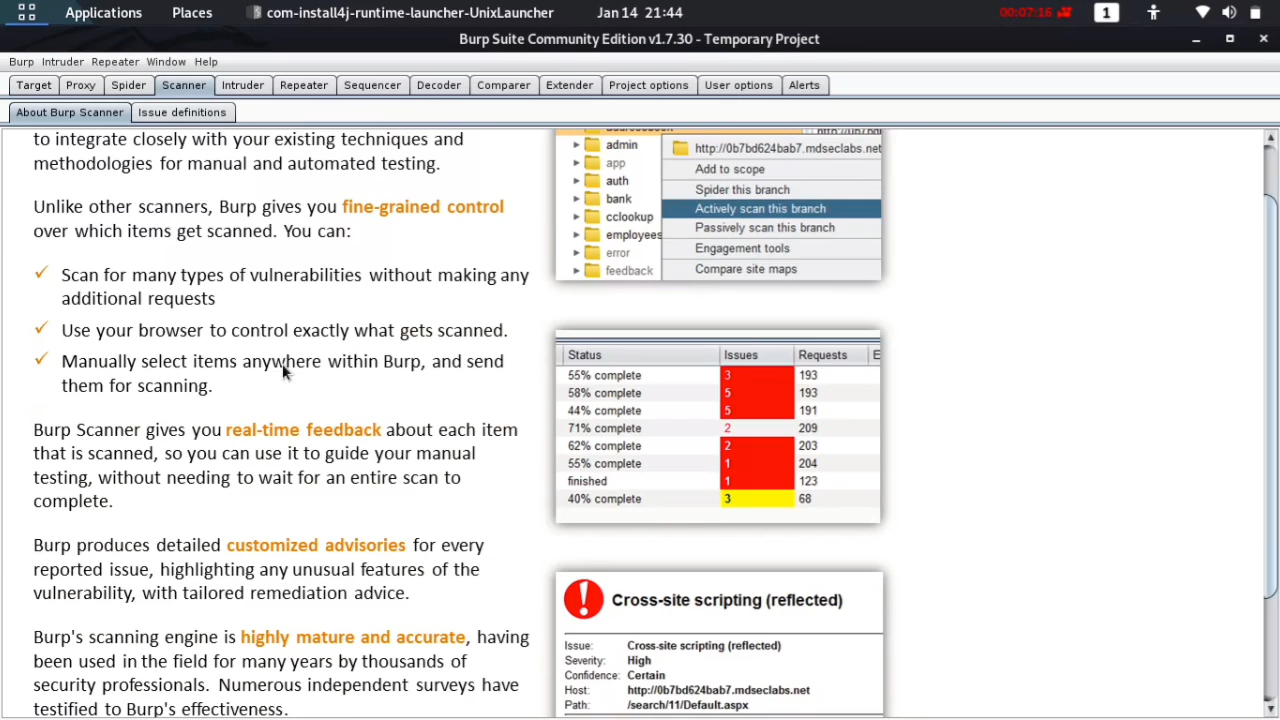 Applications Places com-install4j-runtime-launcher-UnixLauncher Jan 14 21:44 00:07:16 1
Burp Suite Community Edition v1.7.30 - Temporary Project
Burp Intruder Repeater Window Help
Target Proxy Spider Scanner Intruder Repeater Sequencer Decoder Comparer Extender Project options User options Alerts
About Burp Scanner Issue definitions
to integrate closely with your existing techniques and
methodologies for manual and automated testing.
Unlike other scanners, Burp gives you fine-grained control
over which items get scanned. You can:
✓ Scan for many types of vulnerabilities without making any
additional requests
✓ Use your browser to control exactly what gets scanned.
✓ Manually select items anywhere within Burp, and send
them for scanning.
Burp Scanner gives you real-time feedback about each item
that is scanned, so you can use it to guide your manual
testing, without needing to wait for an entire scan to
complete.
Burp produces detailed customized advisories for every
reported issue, highlighting any unusual features of the
vulnerability, with tailored remediation advice.
Burp's scanning engine is highly mature and accurate, having
been used in the field for many years by thousands of
security professionals. Numerous independent surveys have
testified to Burp's effectiveness.
admin
app
auth
bank
cclookup
employees
error
feedback
http://0b7bd624bab7.mdseclabs.net
Add to scope
Spider this branch
Actively scan this branch
Passively scan this branch
Engagement tools
Compare site maps
Status Issues Requests E
55% complete 3 193
58% complete 5 193
44% complete 5 191
71% complete 2 209
62% complete 2 203
55% complete 1 204
finished 1 123
40% complete 3 68
Cross-site scripting (reflected)
Issue: Cross-site scripting (reflected)
Severity: High
Confidence: Certain
Host: http://0b7bd624bab7.mdseclabs.net
Path: /search/11/Default.aspx